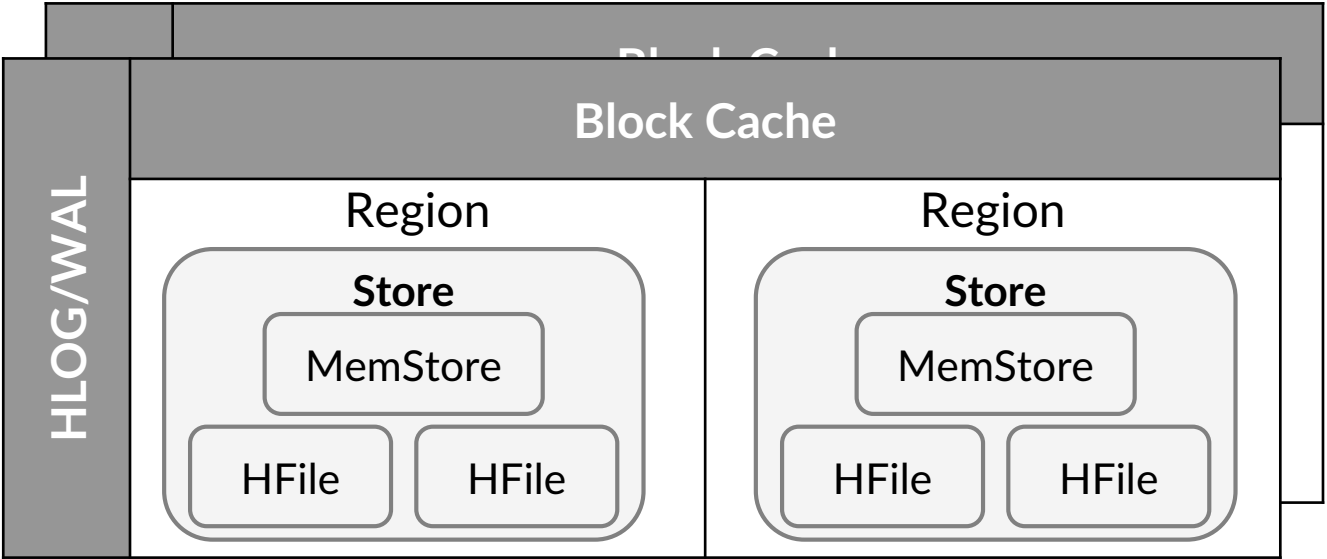 Block Cache
HLOG/WAL
Region
Region
Store
Store
MemStore
MemStore
HFile
HFile
HFile
HFile